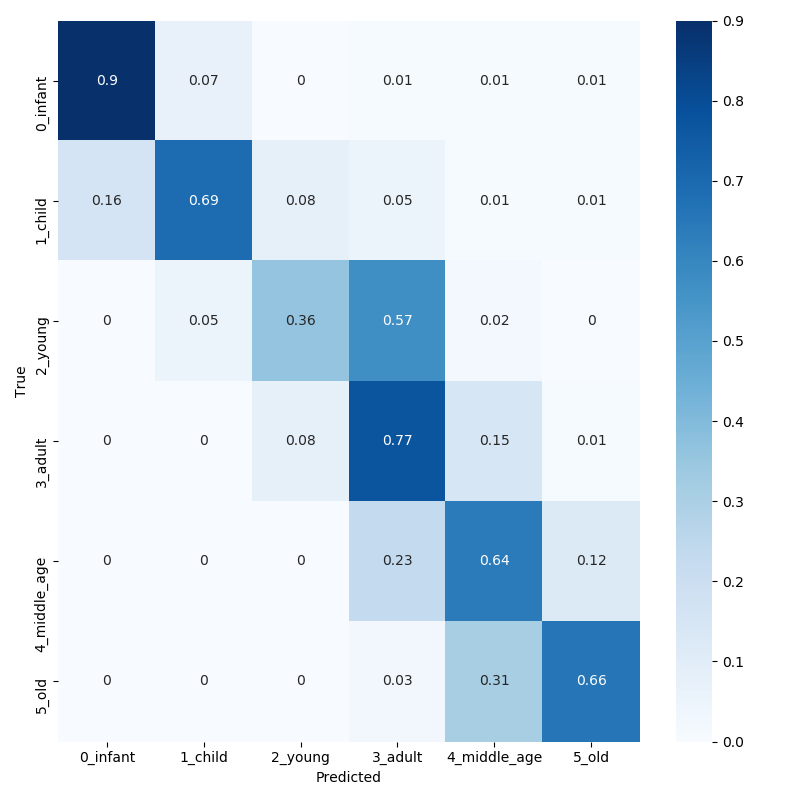 0_infant 0.9 0.07 0 0.01 0.01 0.01
1_child 0.16 0.69 0.08 0.05 0.01 0.01
2_young 0 0.05 0.36 0.57 0.02 0
3_adult 0 0 0.08 0.77 0.15 0.01
4_middle_age 0 0 0 0.23 0.64 0.12
5_old 0 0 0 0.03 0.31 0.66
True
0_infant 1_child 2_young 3_adult 4_middle_age 5_old
Predicted
0.9
0.8
0.7
0.6
0.5
0.4
0.3
0.2
0.1
0.0